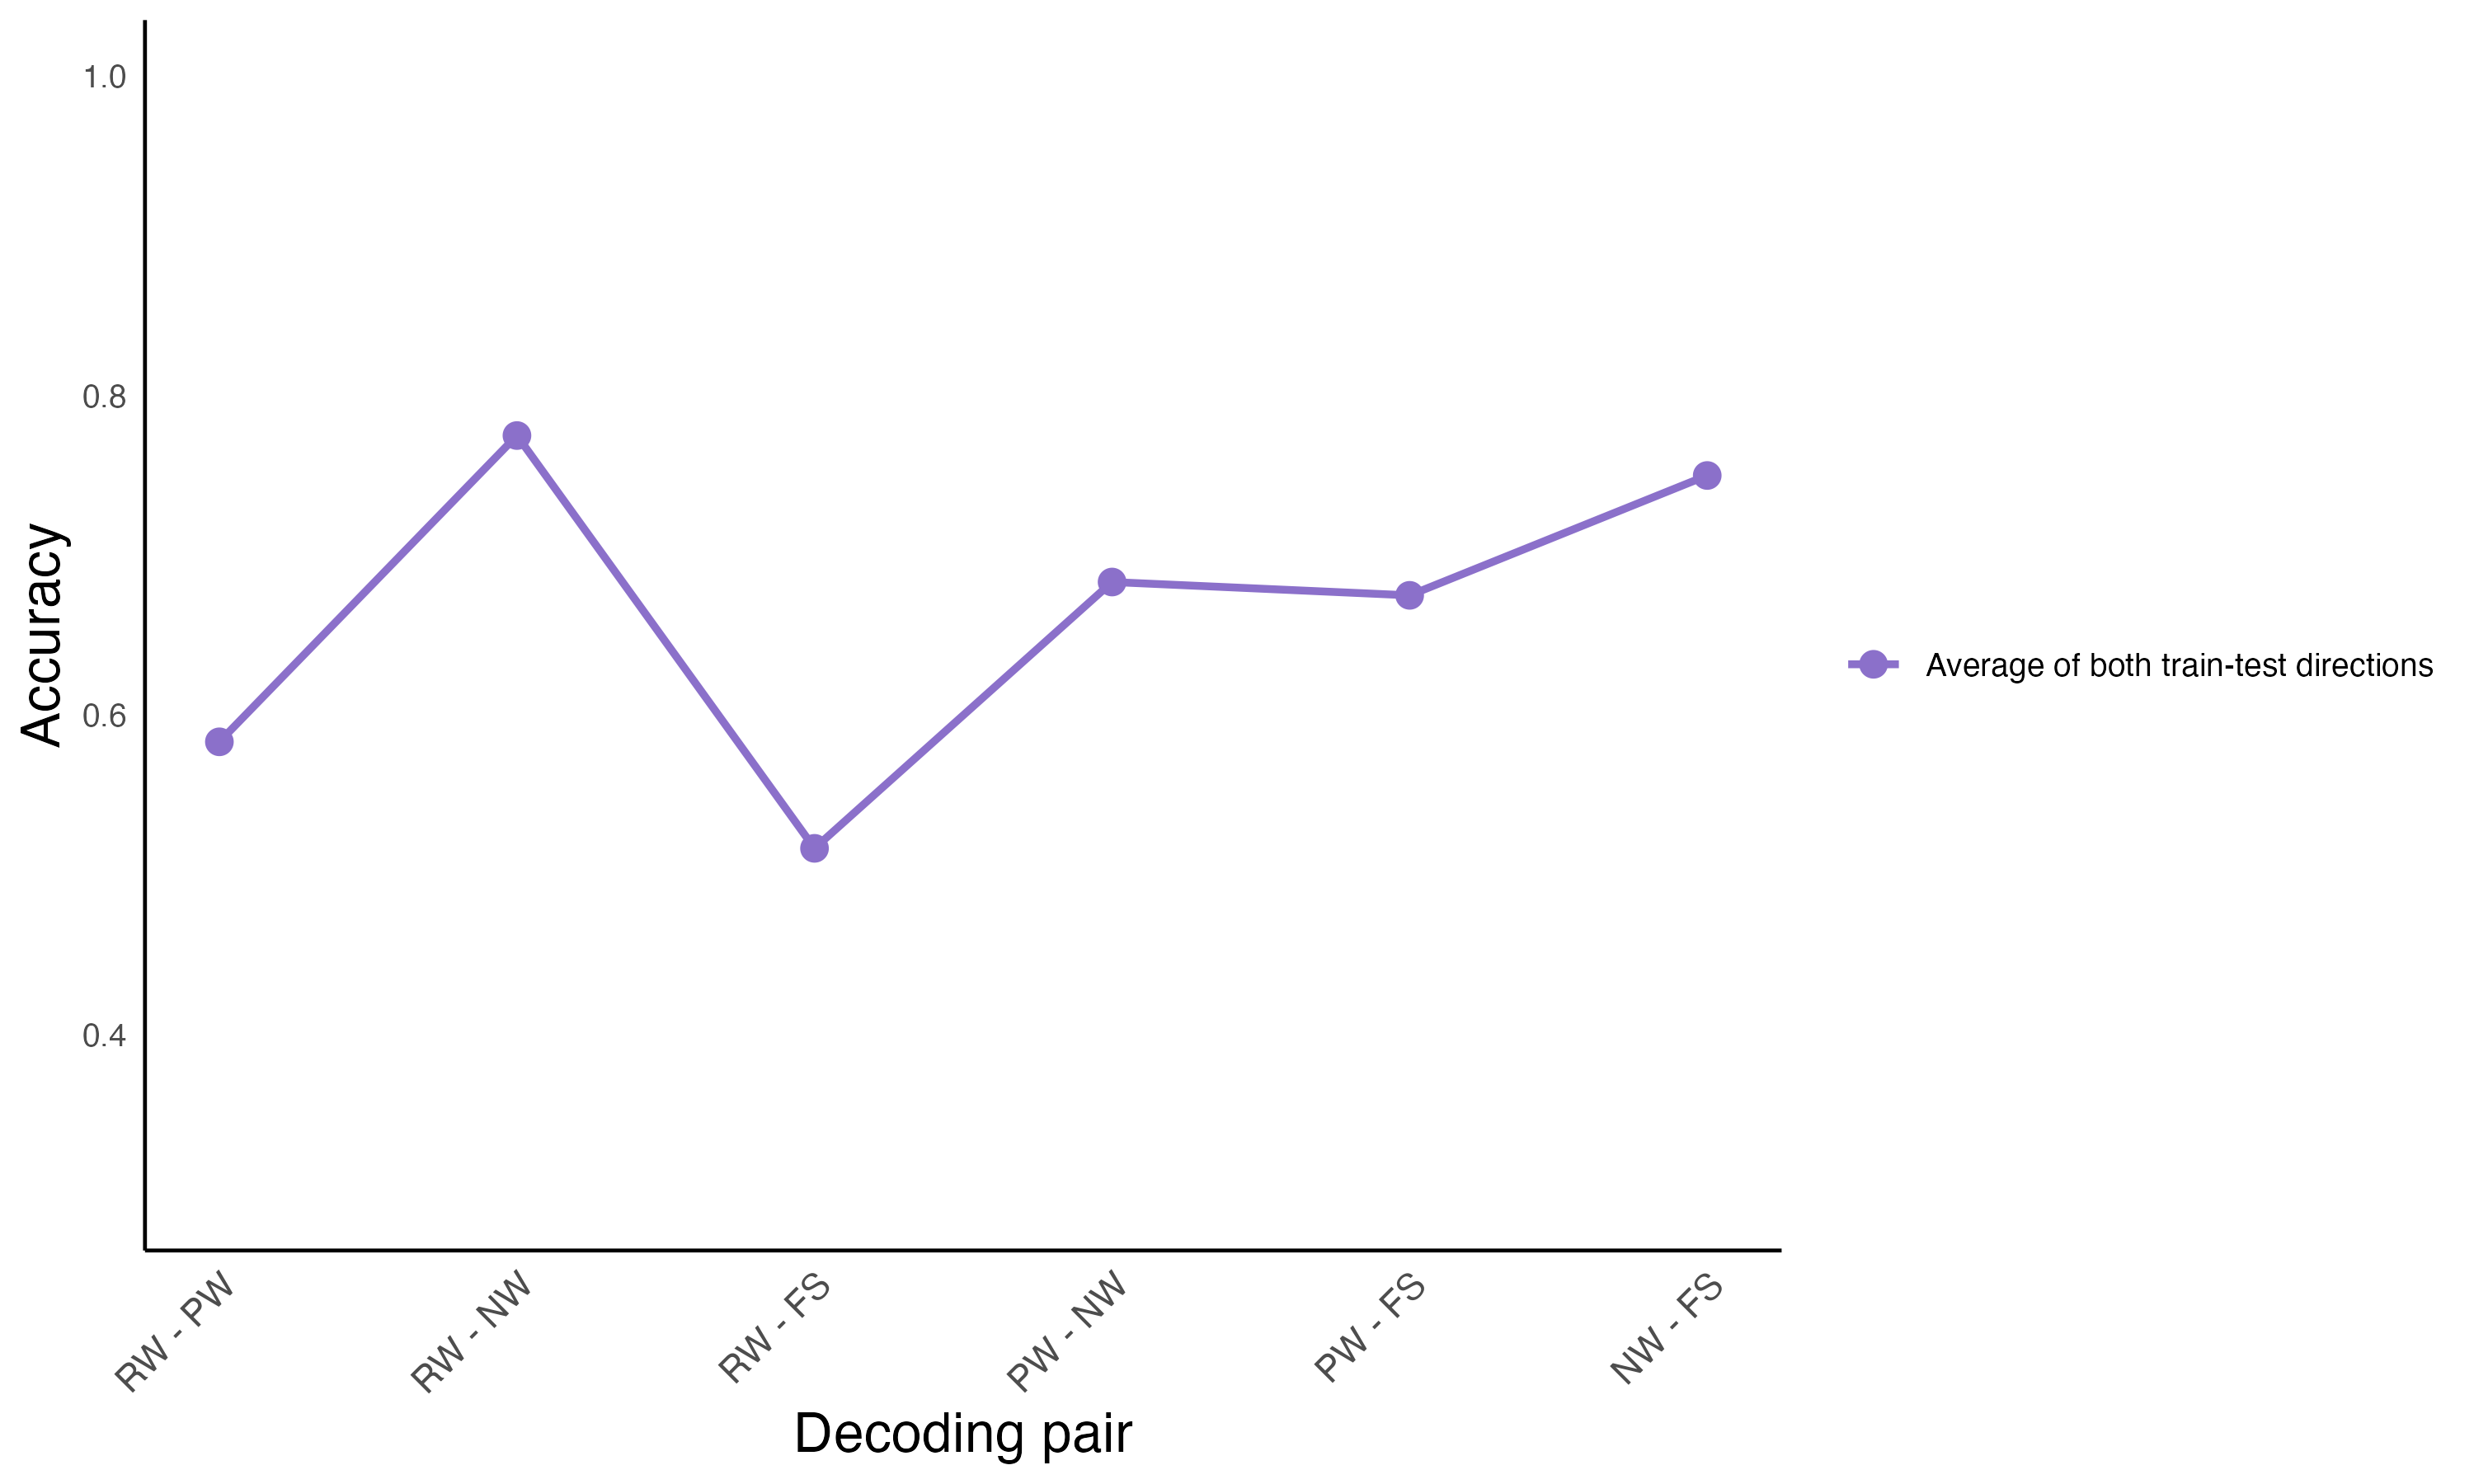 1.0
0.8
0.6
0.4
Accuracy
RW - PW
RW - NW
RW - FS
PW - NW
PW - FS
NW - FS
Decoding pair
Average of both train-test directions